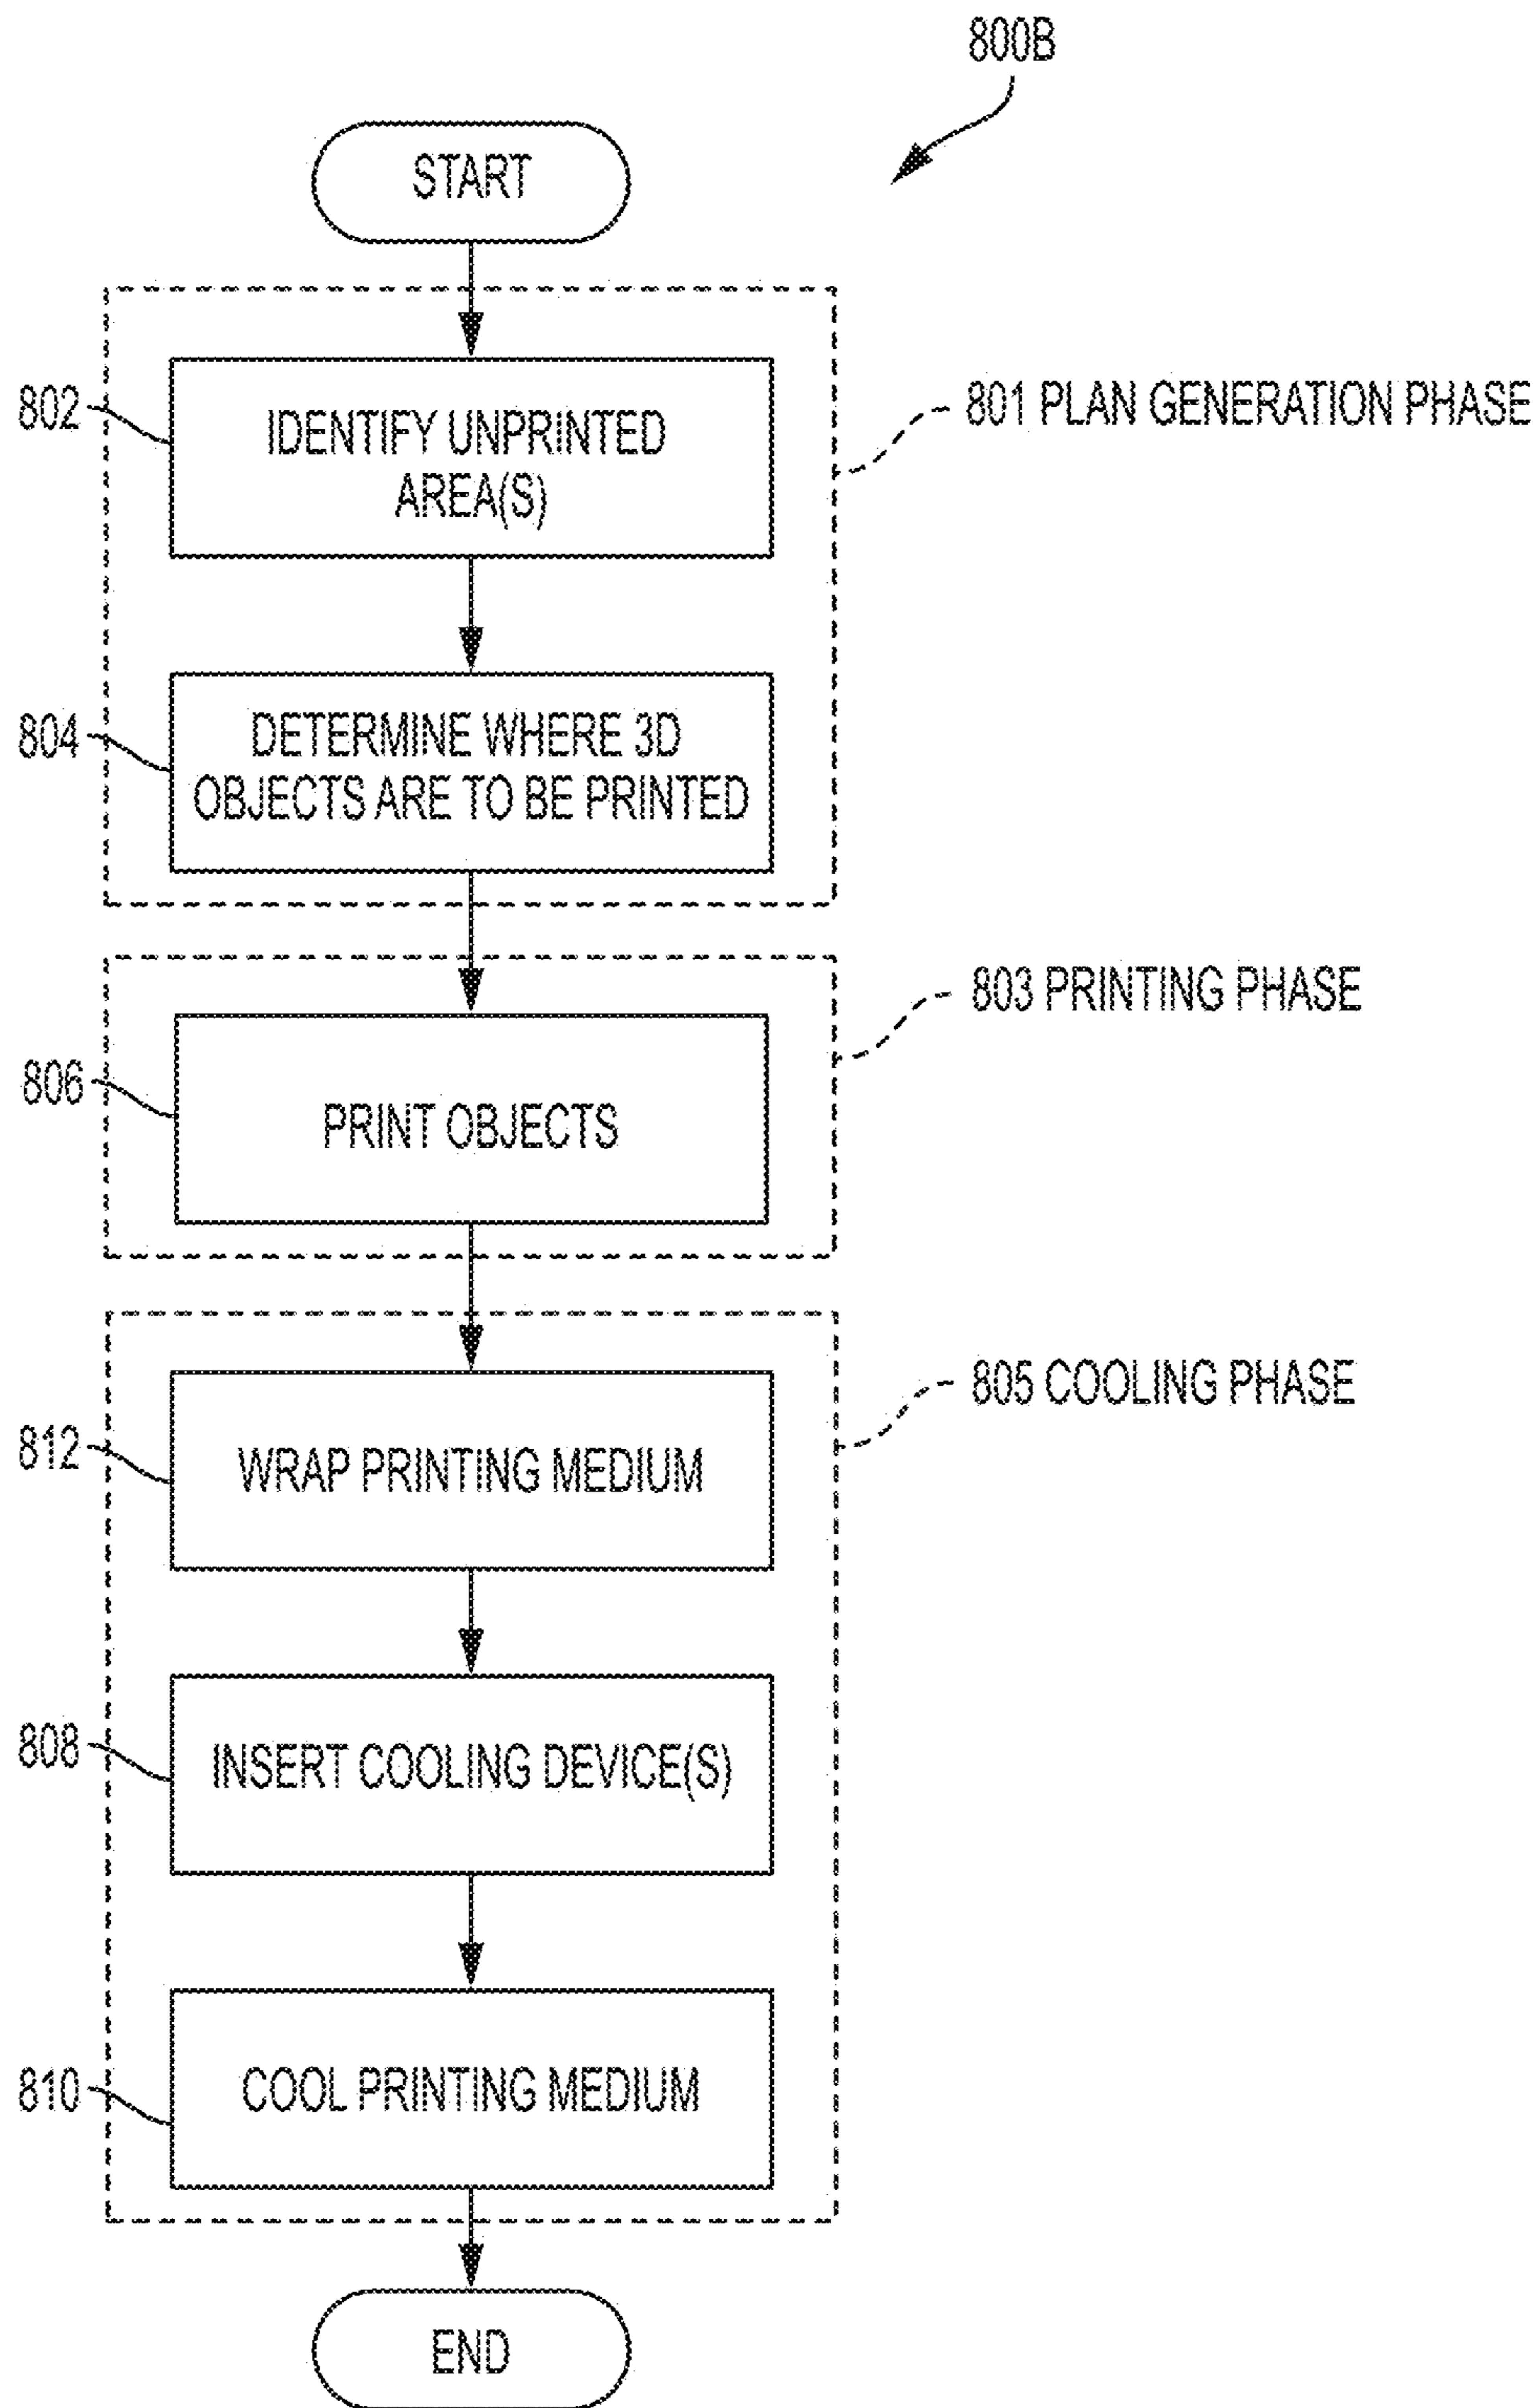 800B
START
802
IDENTIFY UNPRINTED
AREA(S)
801 PLAN GENERATION PHASE
804
DETERMINE WHERE 3D
OBJECTS ARE TO BE PRINTED
803 PRINTING PHASE
806
PRINT OBJECTS
805 COOLING PHASE
812
WRAP PRINTING MEDIUM
808
INSERT COOLING DEVICE(S)
810
COOL PRINTING MEDIUM
END